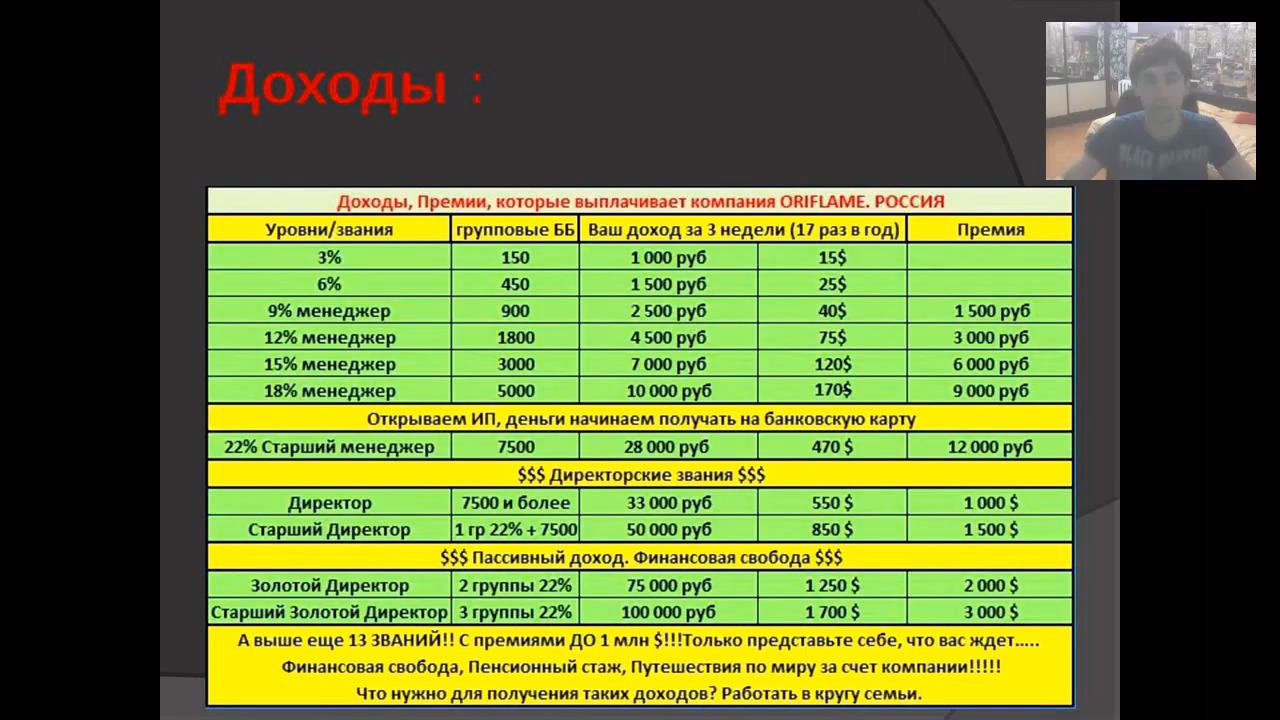 Доходы :
Доходы, Премии, которые выплачивает компания ORIFLAME. РОССИЯ
Уровни/звания групповые ББ Ваш доход за 3 недели (17 раз в год) Премия
3% 150 1 000 руб 15$
6% 450 1 500 руб 25$
9% менеджер 900 2 500 руб 40$ 1 500 руб
12% менеджер 1800 4 500 руб 75$ 3 000 руб
15% менеджер 3000 7 000 руб 120$ 6 000 руб
18% менеджер 5000 10 000 руб 170$ 9 000 руб
Открываем ИП, деньги начинаем получать на банковскую карту
22% Старший менеджер 7500 28 000 руб 470 $ 12 000 руб
$$$ Директорские звания $$$
Директор 7500 и более 33 000 руб 550 $ 1 000 $
Старший Директор 1 гр 22% + 7500 50 000 руб 850 $ 1 500 $
$$$ Пассивный доход. Финансовая свобода $$$
Золотой Директор 2 группы 22% 75 000 руб 1 250 $ 2 000 $
Старший Золотой Директор 3 группы 22% 100 000 руб 1 700 $ 3 000 $
А выше еще 13 ЗВАНИЙ!! С премиями ДО 1 млн $!!!Только представьте себе, что вас ждет.....
Финансовая свобода, Пенсионный стаж, Путешествия по миру за счет компании!!!!!
Что нужно для получения таких доходов? Работать в кругу семьи.